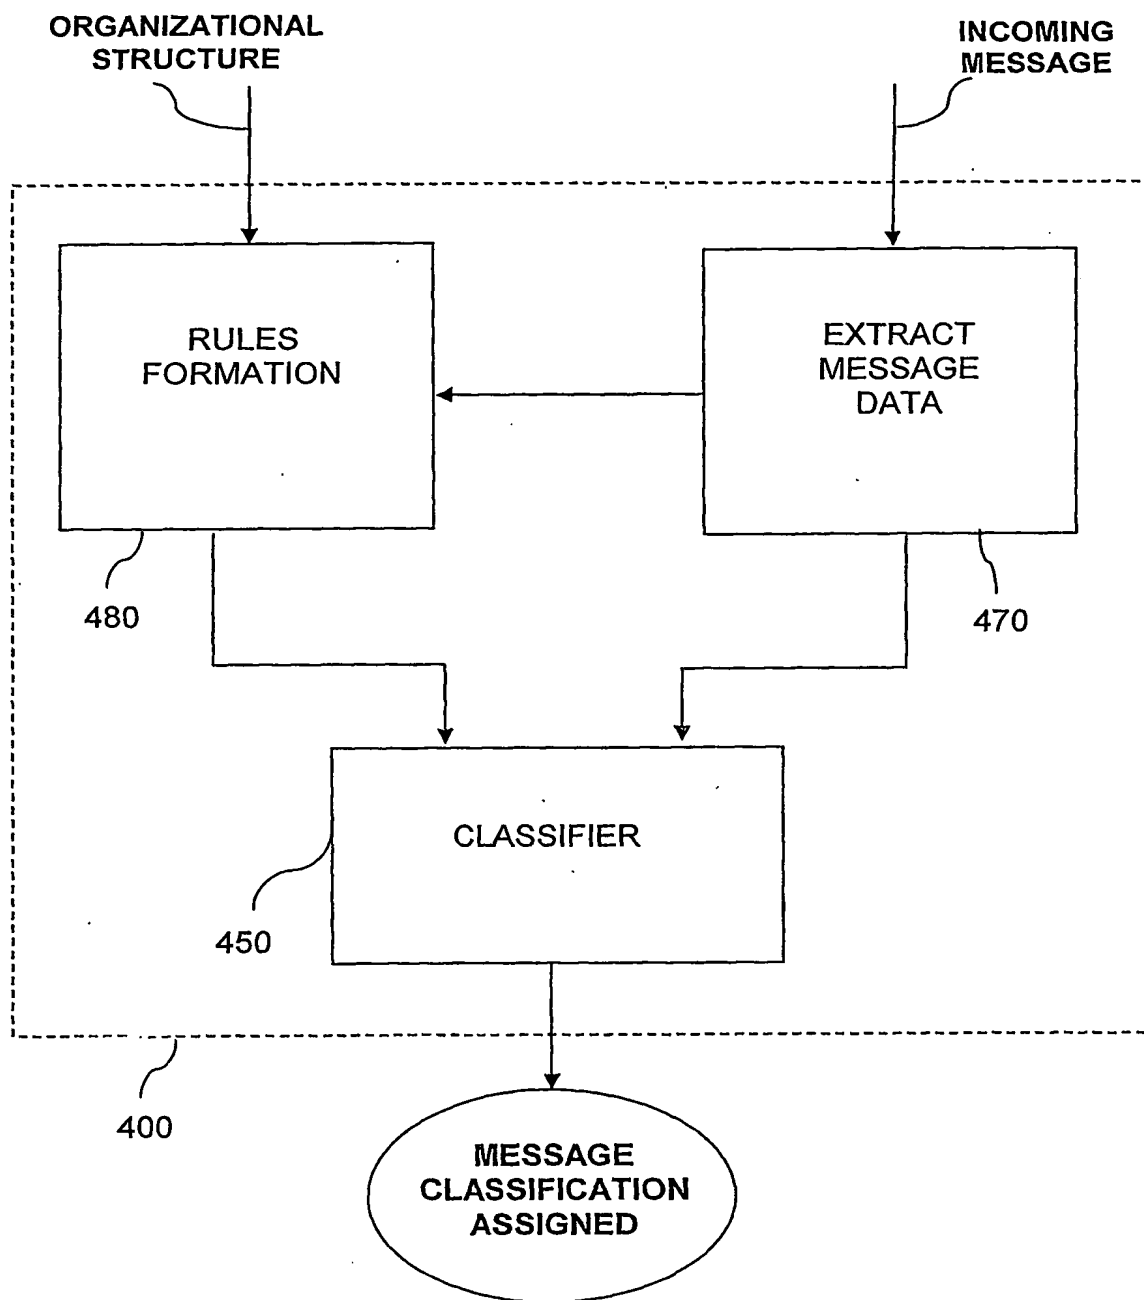 ORGANIZATIONAL
STRUCTURE
INCOMING
MESSAGE
RULES
FORMATION
EXTRACT
MESSAGE
DATA
480
470
CLASSIFIER
450
400
MESSAGE
CLASSIFICATION
ASSIGNED